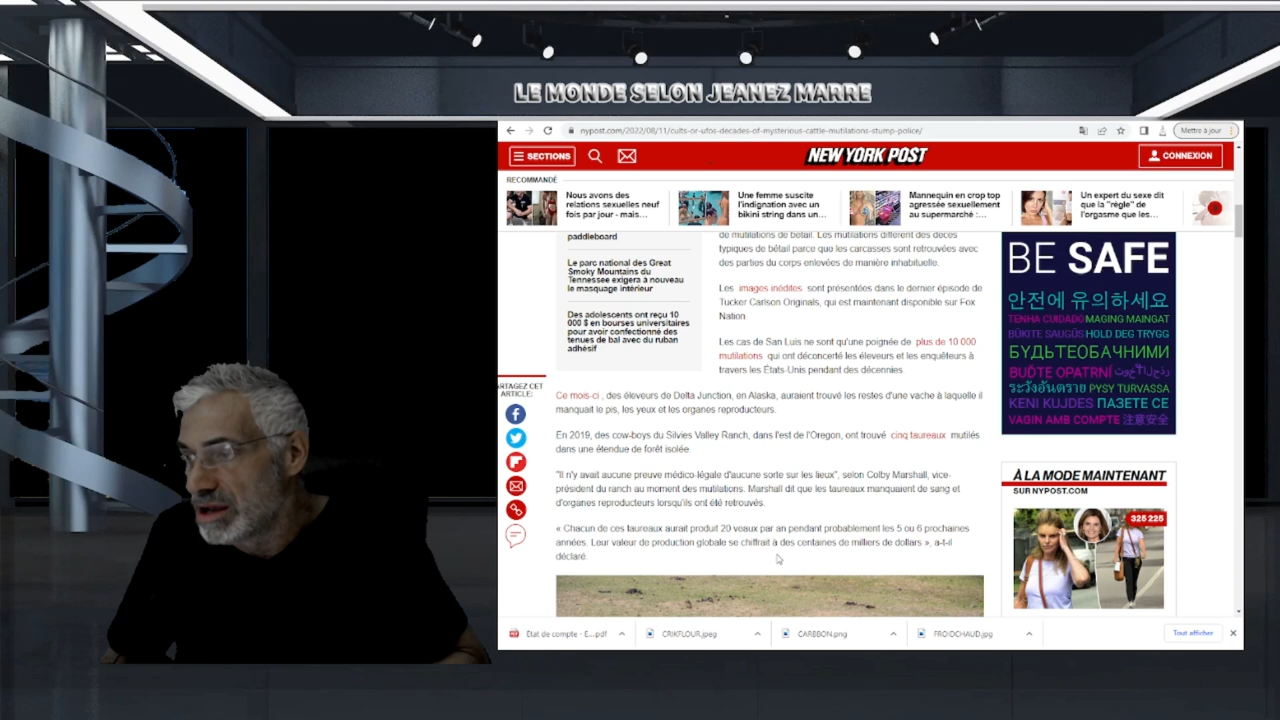 LE MONDE SELON JEANEZ MARRE
nypost.com/2022/08/11/cults-or-ufos-decades-of-mysterious-cattle-mutilations-stump-police/
Mettre à jour
SECTIONS
NEW YORK POST
CONNEXION
RECOMMANDÉ
Nous avons des
relations sexuelles neuf
fois par jour - mais...
Une femme suscite
l'indignation avec un
bikini string dans un...
Mannequin en crop top
agressée sexuellement
au supermarché :...
Un expert du sexe dit
que la "règle" de
l'orgasme que les...
paddleboard
Le parc national des Great
Smoky Mountains du
Tennessee exigera à nouveau
le masquage intérieur
Des adolescents ont reçu 10
000 $ en bourses universitaires
pour avoir confectionné des
tenues de bal avec du ruban
adhésif
de mutilations de bétail. Les mutilations diffèrent des décès
typiques de bétail parce que les carcasses sont retrouvées avec
des parties du corps enlevées de manière inhabituelle.
Les images inédites sont présentées dans le dernier épisode de
Tucker Carlson Originals, qui est maintenant disponible sur Fox
Nation
Les cas de San Luis ne sont qu'une poignée de plus de 10 000
mutilations qui ont déconcerté les éleveurs et les enquêteurs à
travers les États-Unis pendant des décennies
ARTAGEZ CET
ARTICLE:
Ce mois-ci , des éleveurs de Delta Junction, en Alaska, auraient trouvé les restes d'une vache à laquelle il
manquait le pis, les yeux et les organes reproducteurs.
En 2019, des cow-boys du Silvies Valley Ranch, dans l'est de l'Oregon, ont trouvé cinq taureaux mutilés
dans une étendue de forêt isolée.
"Il n'y avait aucune preuve médico-légale d'aucune sorte sur les lieux", selon Colby Marshall, vice-
président du ranch au moment des mutilations. Marshall dit que les taureaux manquaient de sang et
d'organes reproducteurs lorsqu'ils ont été retrouvés.
« Chacun de ces taureaux aurait produit 20 veaux par an pendant probablement les 5 ou 6 prochaines
années. Leur valeur de production globale se chiffrait à des centaines de milliers de dollars », a-t-il
déclaré.
BE SAFE
안전에 유의하세요
TENHA CUIDADO MAGING MAINGAT
BŪKITE SAUGŪS HOLD DEG TRYGG
БУДЬТЕОБАЧНИМИ
BUĎTE OPATRNÍ توخَّ الحذر
ระวังอันตราย PYSY TURVASSA
KENI KUJDES ПАЗЕТЕ СЕ
VAGIN AMB COMPTE 注意安全
À LA MODE MAINTENANT
SUR NYPOST.COM
325 225
Etat de compte - E....pdf
CRIKFLOUR.jpeg
CARBBON.png
FROIDCHAUD.jpg
Tout afficher